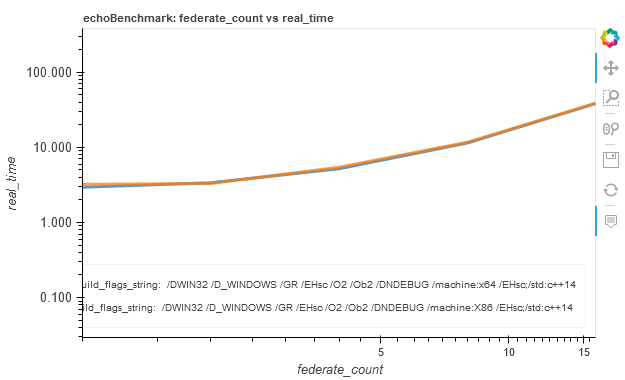 echoBenchmark: federate_count vs real_time
100.000
10.000
1.000
0.100
real_time
uild_flags_string: /DWIN32 /D_WINDOWS /GR /EHsc /O2 /Ob2 /DNDEBUG /machine:x64 /EHsc;/std:c++14
ild_flags_string: /DWIN32 /D_WINDOWS /GR /EHsc /O2 /Ob2 /DNDEBUG /machine:X86 /EHsc;/std:c++14
5 10 15
federate_count